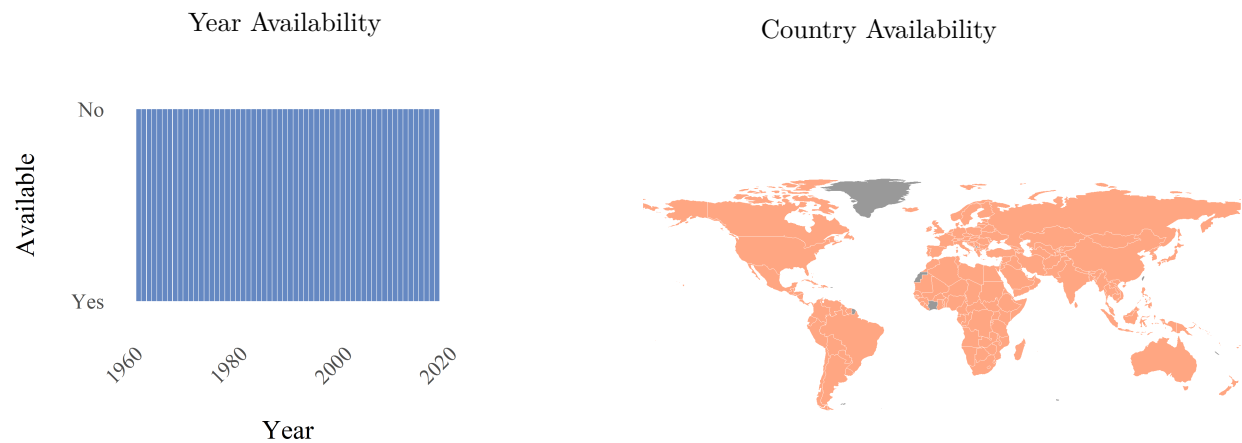 Year Availability
Available
No
Yes
1960
1980
2000
2020
Year
Country Availability